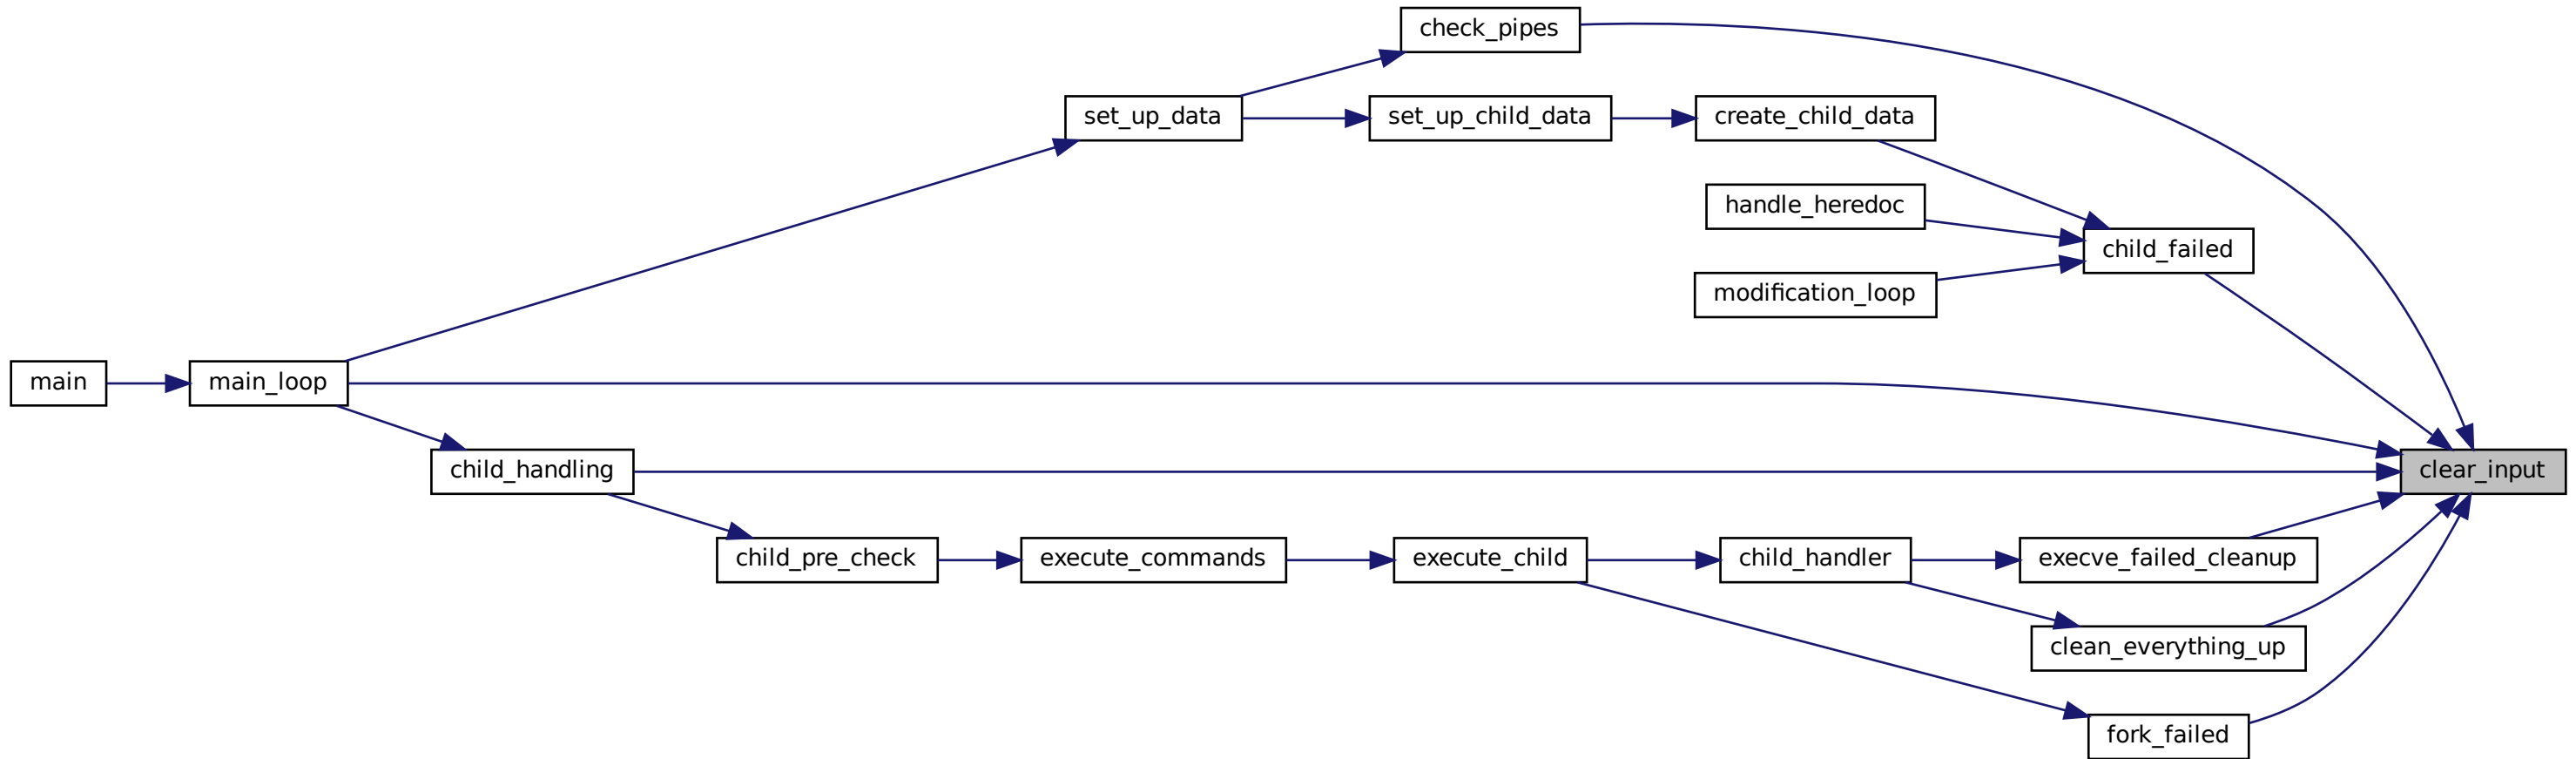 check_pipes
set_up_data
set_up_child_data
create_child_data
handle_heredoc
child_failed
modification_loop
main
main_loop
child_handling
clear_input
child_pre_check
execute_commands
execute_child
child_handler
execve_failed_cleanup
clean_everything_up
fork_failed